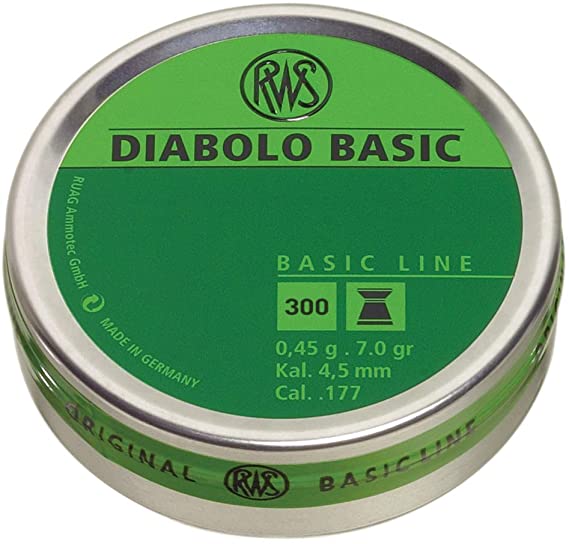 RWS
DIABOLO BASIC
RUAG Ammotec GmbH
MADE IN GERMANY
BASIC LINE
300
0,45 g . 7.0 gr
Kal. 4,5 mm
Cal. .177
ORIGINAL RWS BASIC LINE